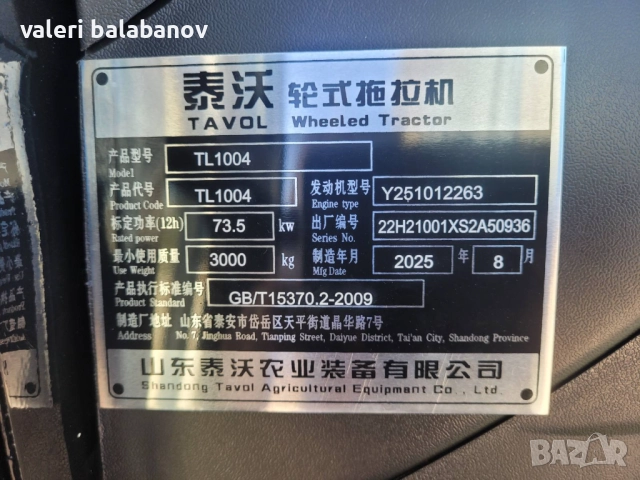 valeri balabanov
泰沃 轮式拖拉机
TAVOL Wheeled Tractor
产品型号 TL1004
Model
产品代号 TL1004 发动机型号 Y251012263
Product Code Engine type
标定功率(12h) 73.5 kw 出厂编号 22H21001XS2A50936
Rated power Series No.
最小使用质量 3000 kg 制造年月 2025 年 8 月
Use Weight Mfg Date
产品执行标准编号 GB/T15370.2-2009
Product Standard
制造厂地址 山东省泰安市岱岳区天平街道晶华路7号
Address No. 7, Jinghua Road, Tianping Street, Daiyue District, Tai'an City, Shandong Province
山东泰沃农业装备有限公司
Shandong Tavol Agricultural Equipment Co., Ltd.
BAZAR